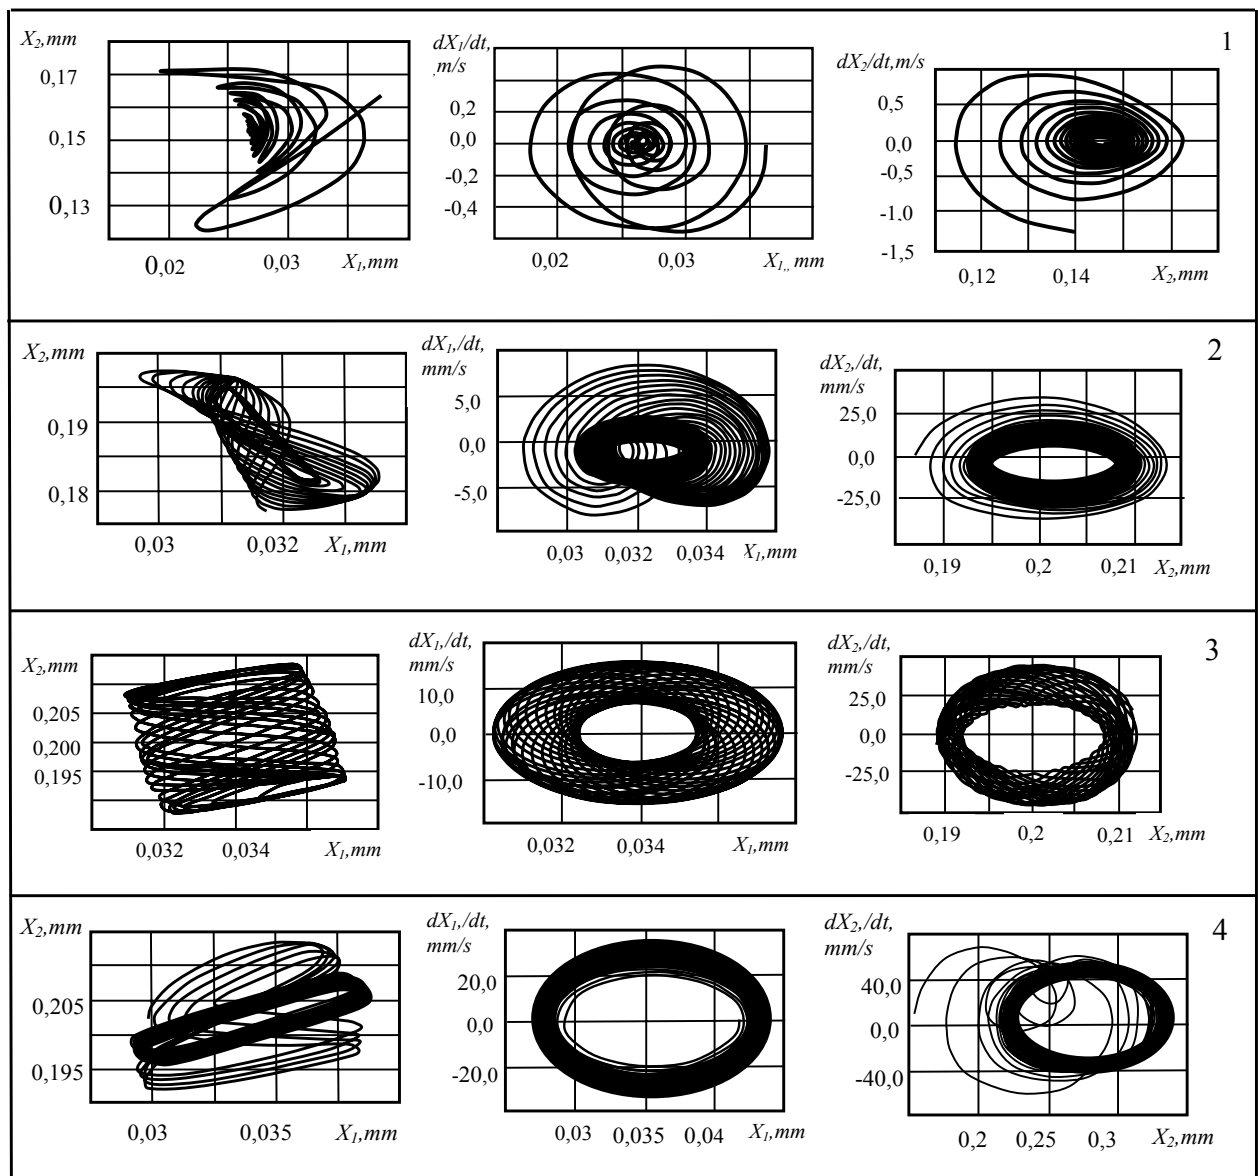 1
X2,mm
0,17
0,15
0,13
0,02
0,03
X1,mm
dX1/dt,
,m/s
0,2
0,0
-0,2
-0,4
0,02
0,03
X1,, mm
dX2/dt,m/s
0,5
0,0
-0,5
-1,0
-1,5
0,12
0,14
X2,mm
2
X2,mm
0,19
0,18
0,03
0,032
X1,mm
dX1,/dt,
mm/s
5,0
0,0
-5,0
0,03
0,032
0,034
X1,mm
dX2,/dt,
mm/s
25,0
0,0
-25,0
0,19
0,2
0,21
X2,mm
3
X2,mm
0,205
0,200
0,195
0,032
0,034
X1,mm
dX1,/dt,
mm/s
10,0
0,0
-10,0
0,032
0,034
X1,mm
dX2,/dt,
mm/s
25,0
0,0
-25,0
0,19
0,2
0,21
X2,mm
4
X2,mm
0,205
0,195
0,03
0,035
X1,mm
dX1,/dt,
mm/s
20,0
0,0
-20,0
0,03
0,035
0,04
X1,mm
dX2,/dt,
mm/s
40,0
0,0
-40,0
0,2
0,25
0,3
X2,mm